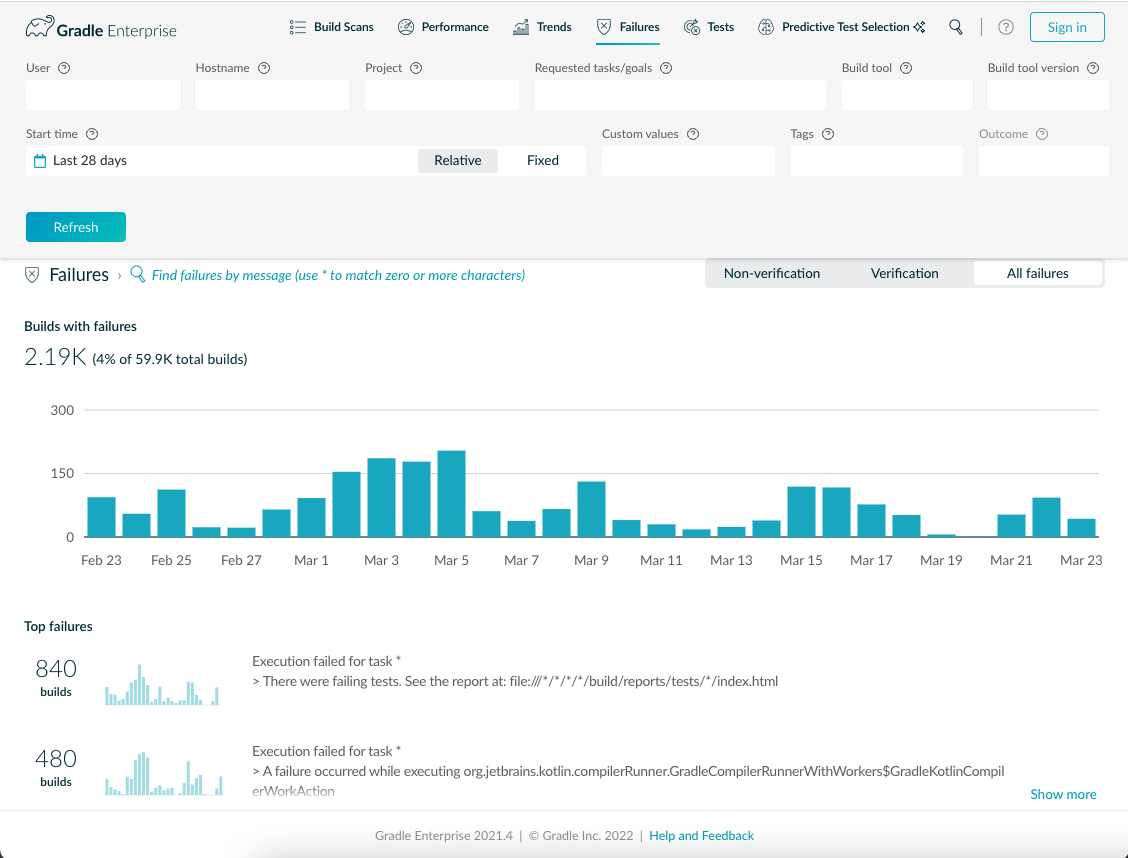 Gradle Enterprise
Build Scans Performance Trends Failures Tests Predictive Test Selection ? Sign in
User ? Hostname ? Project ? Requested tasks/goals ? Build tool ? Build tool version ?
Start time ? Custom values ? Tags ? Outcome ?
Last 28 days Relative Fixed
Refresh
Failures › Find failures by message (use * to match zero or more characters) Non-verification Verification All failures
Builds with failures
2.19K (4% of 59.9K total builds)
300
150
0
Feb 23 Feb 25 Feb 27 Mar 1 Mar 3 Mar 5 Mar 7 Mar 9 Mar 11 Mar 13 Mar 15 Mar 17 Mar 19 Mar 21 Mar 23
Top failures
840
builds
Execution failed for task *
> There were failing tests. See the report at: file:///*/*/*/*/build/reports/tests/*/index.html
480
builds
Execution failed for task *
> A failure occurred while executing org.jetbrains.kotlin.compilerRunner.GradleCompilerRunnerWithWorkers$GradleKotlinCompil
erWorkAction
Show more
Gradle Enterprise 2021.4 | © Gradle Inc. 2022 | Help and Feedback